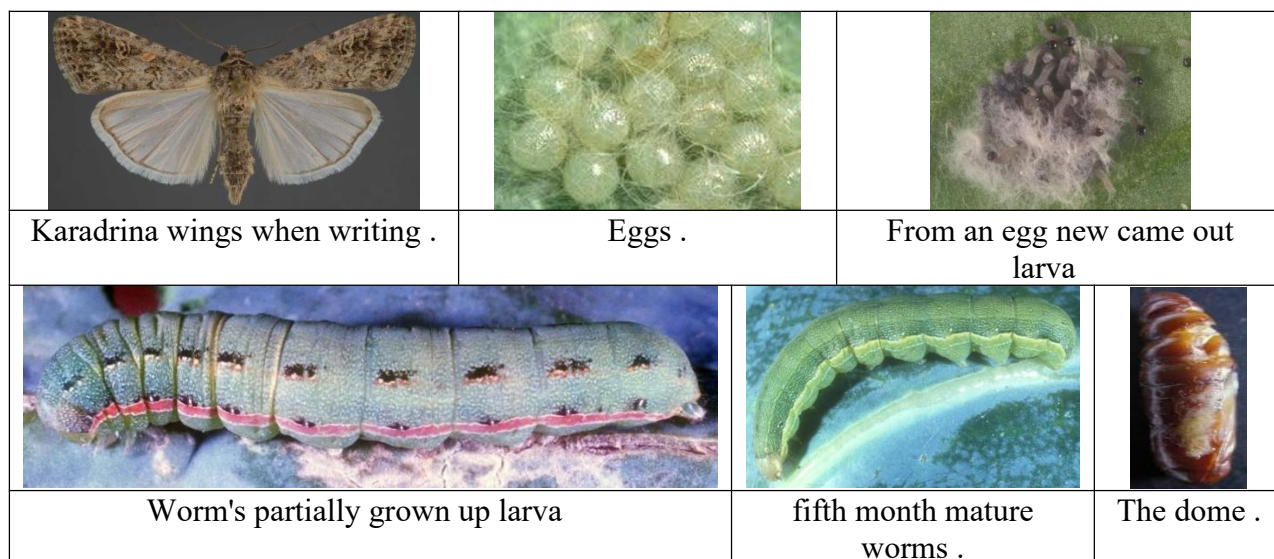 Karadrina wings when writing .
Eggs .
From an egg new came out
larva
Worm's partially grown up larva
fifth month mature
worms .
The dome .